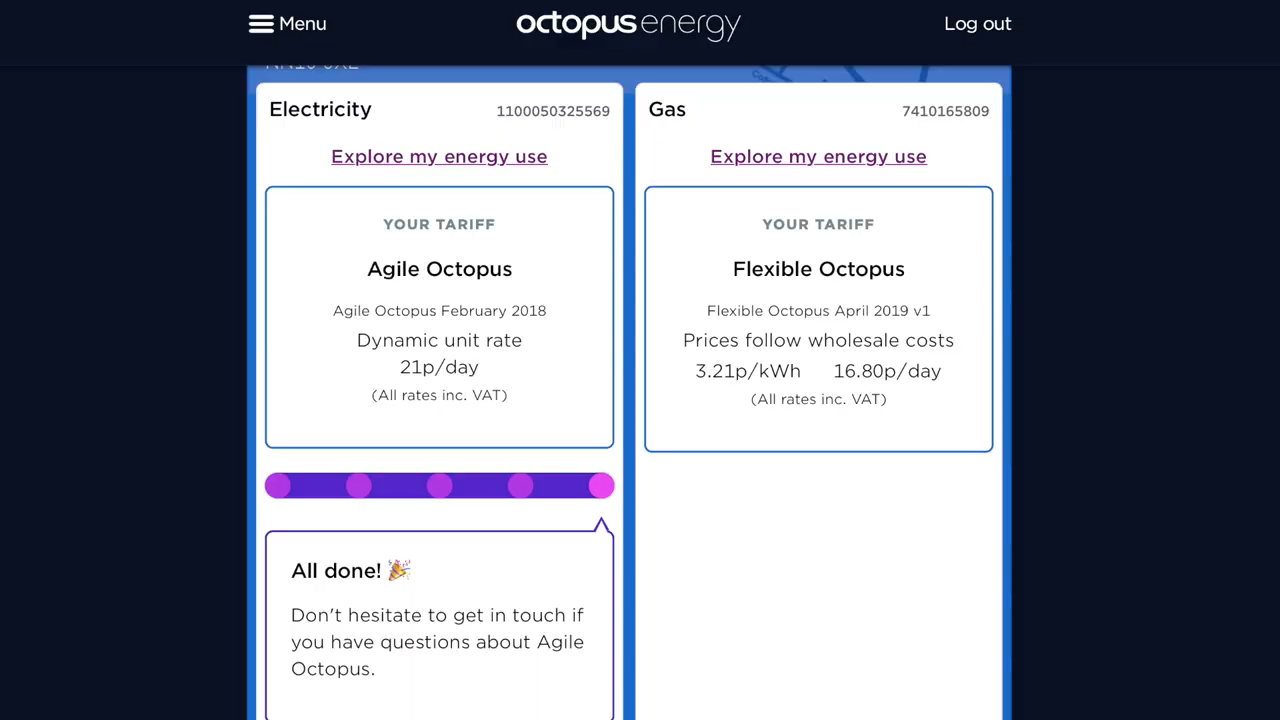 Menu
octopus energy
Log out
Electricity
1100050325569
Explore my energy use
YOUR TARIFF
Agile Octopus
Agile Octopus February 2018
Dynamic unit rate
21p/day
(All rates inc. VAT)
All done! 🎉
Don't hesitate to get in touch if
you have questions about Agile
Octopus.
Gas
7410165809
Explore my energy use
YOUR TARIFF
Flexible Octopus
Flexible Octopus April 2019 v1
Prices follow wholesale costs
3.21p/kWh 16.80p/day
(All rates inc. VAT)